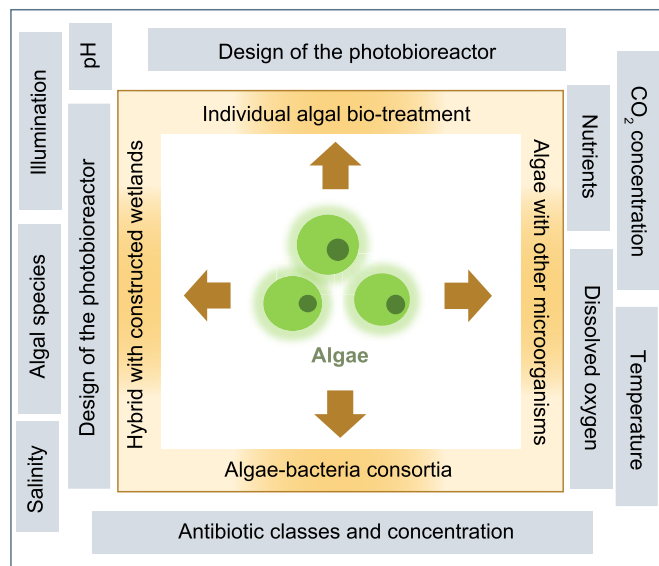 Design of the photobioreactor
pH
Illumination
Algal species
Salinity
Design of the photobioreactor
Hybrid with constructed wetlands
Individual algal bio-treatment
Algae
Algae-bacteria consortia
Algae with other microorganisms
Nutrients
Dissolved oxygen
CO₂ concentration
Temperature
Antibiotic classes and concentration